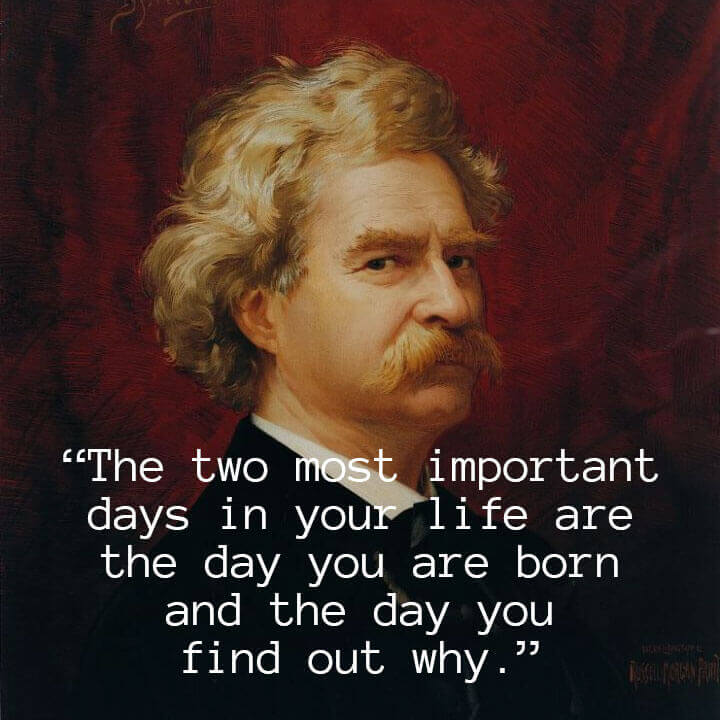 “The two most important
days in your life are
the day you are born
and the day you
find out why.”
RUSSELL MORGAN PRINT